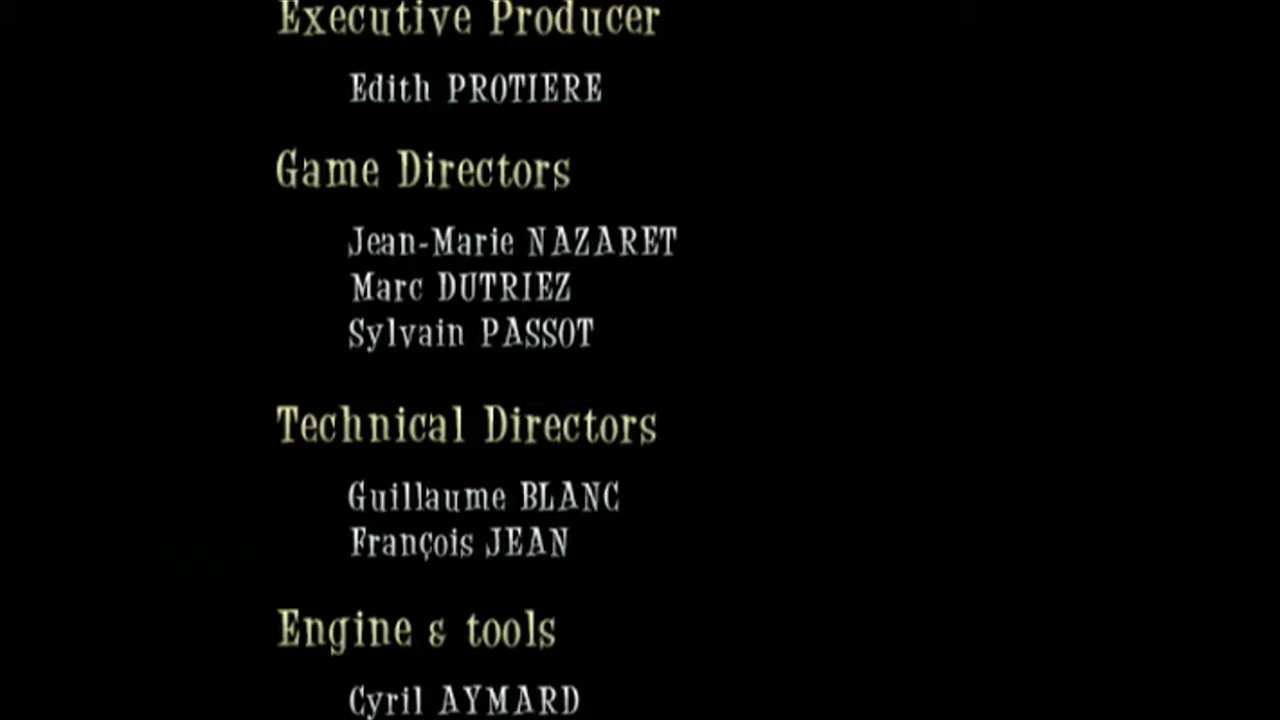 Executive Producer
Edith PROTIERE
Game Directors
Jean-Marie NAZARET
Marc DUTRIEZ
Sylvain PASSOT
Technical Directors
Guillaume BLANC
François JEAN
Engine & tools
Cyril AYMARD